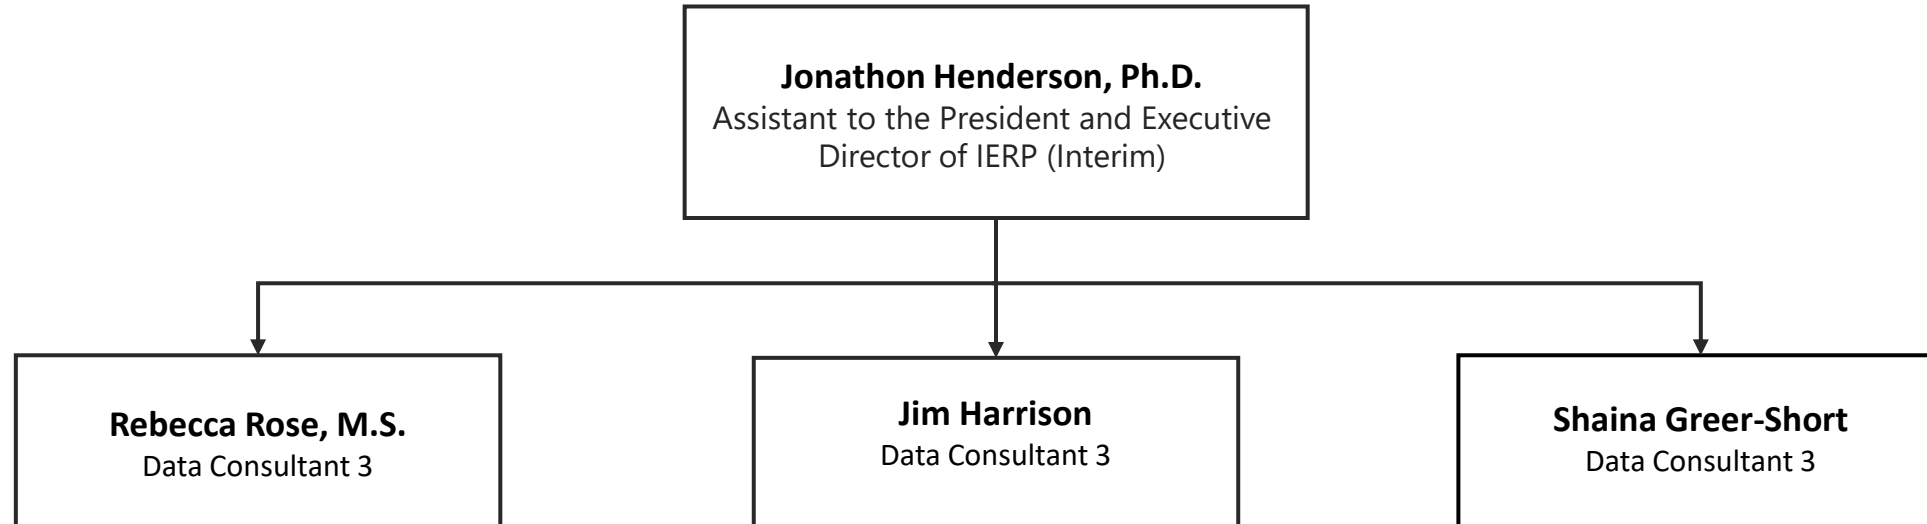 Jonathon Henderson, Ph.D.
Assistant to the President and Executive
Director of IERP (Interim)
Rebecca Rose, M.S.
Data Consultant 3
Jim Harrison
Data Consultant 3
Shaina Greer-Short
Data Consultant 3